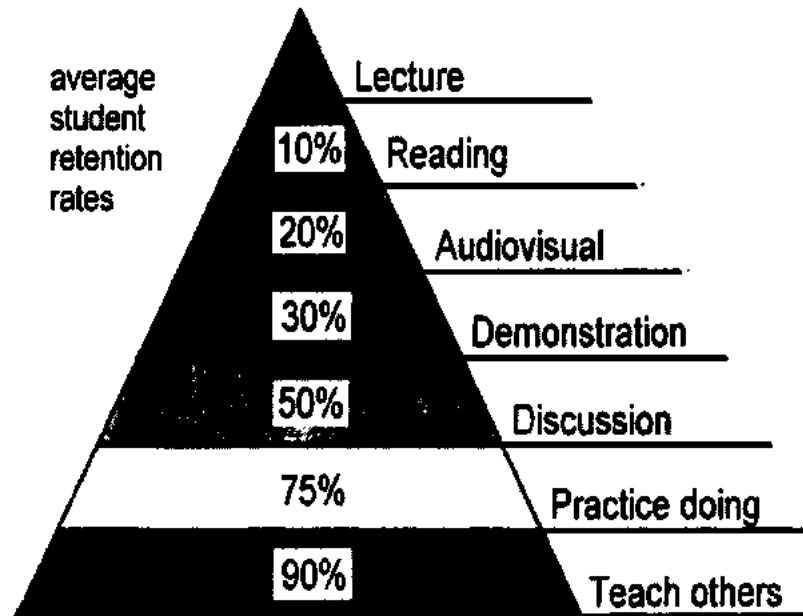 average
student
retention
rates
Lecture
10%
Reading
20%
Audiovisual
30%
Demonstration
50%
Discussion
75%
Practice doing
90%
Teach others